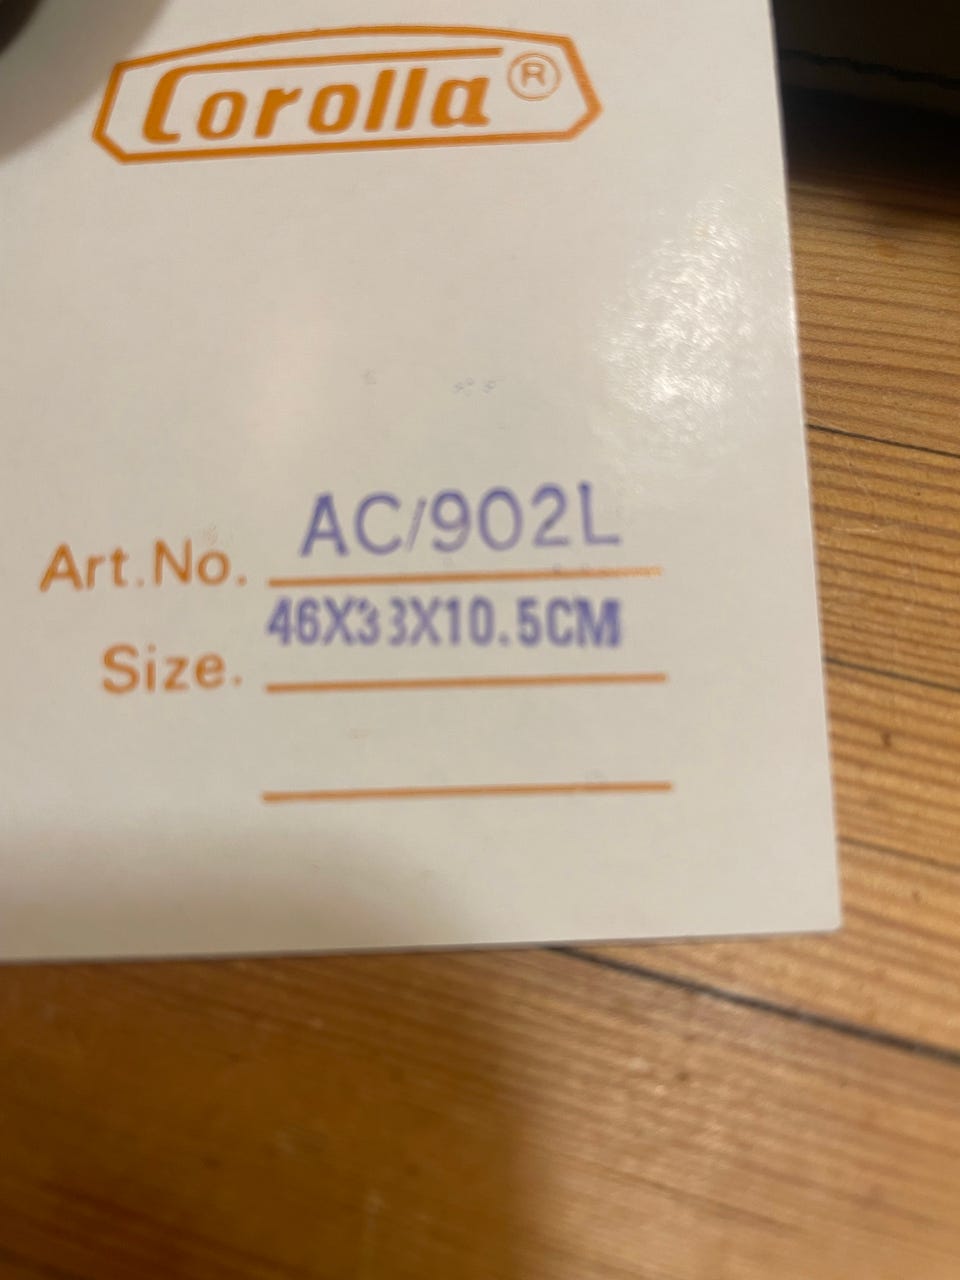 Corolla®
Art.No. AC/902L
Size. 46X33X10.5CM